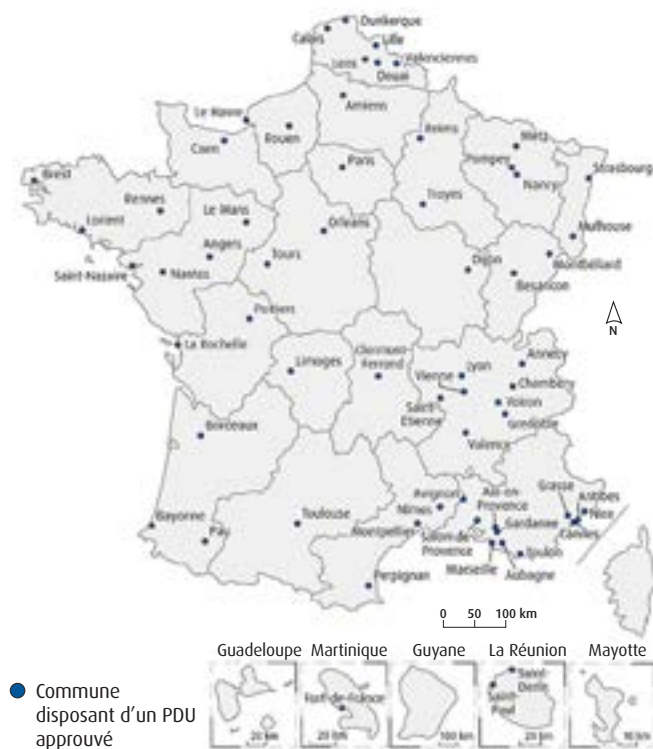 Dunkerque
Calais
Lille
Lens
Valenciennes
Douai
Amiens
Le Havre
Rouen
Caen
Reims
Metz
Pompey
Nancy
Strasbourg
Paris
Brest
Rennes
Troyes
Lorient
Le Mans
Orléans
Mulhouse
Angers
Saint-Nazaire
Nantes
Tours
Dijon
Montbéliard
Besançon
Poitiers
N
La Rochelle
Limoges
Clermont-
Ferrand
Lyon
Annecy
Vienne
Chambéry
Saint-
Etienne
Voiron
Grenoble
Valence
Bordeaux
Avignon
Aix-en-
Provence
Grasse
Antibes
Nice
Cannes
Nîmes
Gardanne
Bayonne
Pau
Toulouse
Montpellier
Salon-de-
Provence
Toulon
Marseille
Aubagne
Perpignan
0 50 100 km
Guadeloupe Martinique Guyane La Réunion Mayotte
Saint-
Denis
Saint-
Paul
Fort-de-France
20 km 20 km 100 km 20 km 10 km
Commune
disposant d'un PDU
approuvé